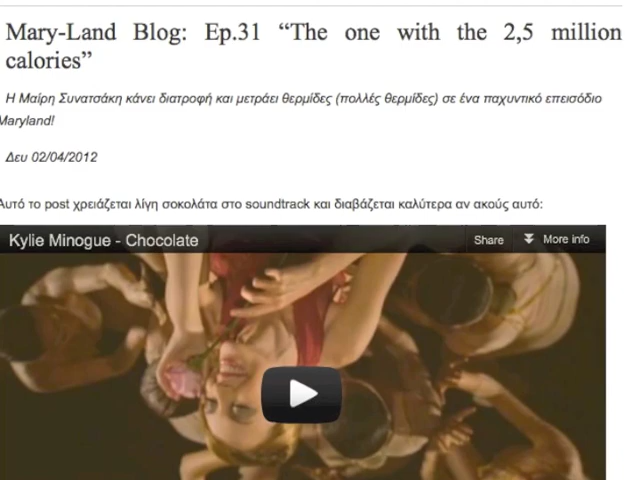 Mary-Land Blog: Ep.31 “The one with the 2,5 million
calories”
Η Μαίρη Συνατσάκη κάνει διατροφή και μετράει θερμίδες (πολλές θερμίδες) σε ένα παχυντικό επεισόδιο
Maryland!
Δευ 02/04/2012
Αυτό το post χρειάζεται λίγη σοκολάτα στο soundtrack και διαβάζεται καλύτερα αν ακούς αυτό:
Kylie Minogue - Chocolate
Share
More info